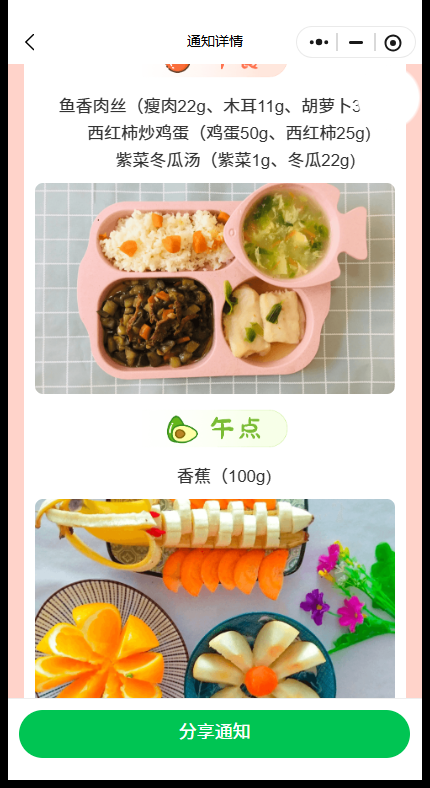 通知详情
鱼香肉丝（瘦肉22g、木耳11g、胡萝卜
西红柿炒鸡蛋（鸡蛋50g、西红柿25g)
紫菜冬瓜汤（紫菜1g、冬瓜22g)
午点
香蕉（100g)
分享通知